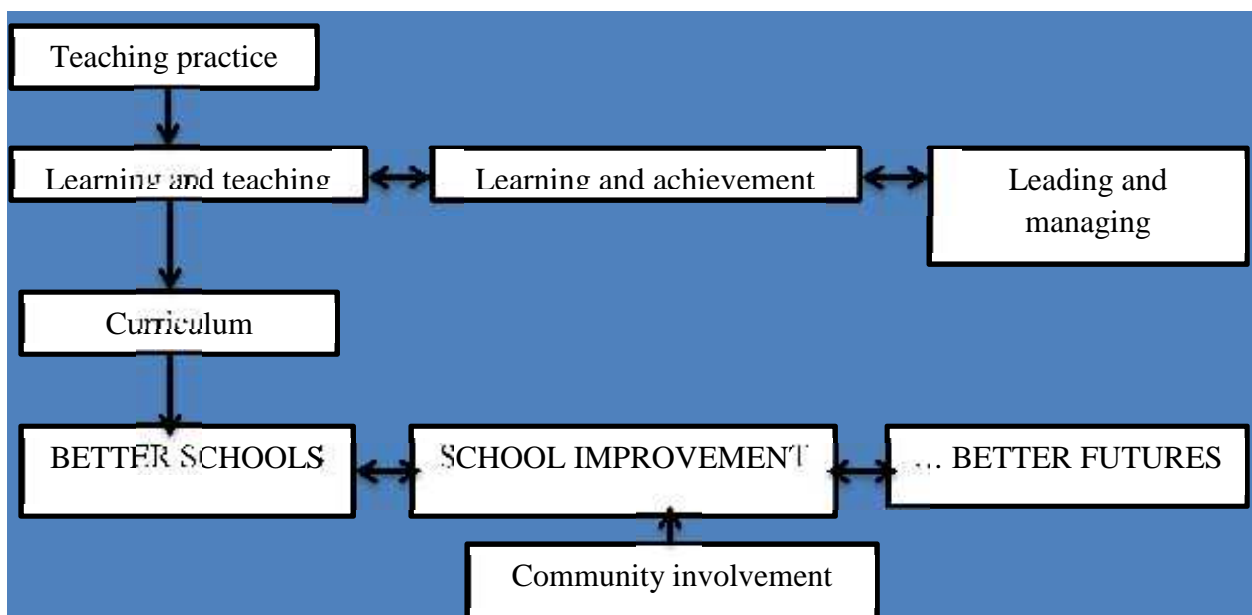 Teaching practice
Learning and teaching
Learning and achievement
Leading and
managing
Curriculum
BETTER SCHOOLS
SCHOOL IMPROVEMENT
... BETTER FUTURES
Community involvement